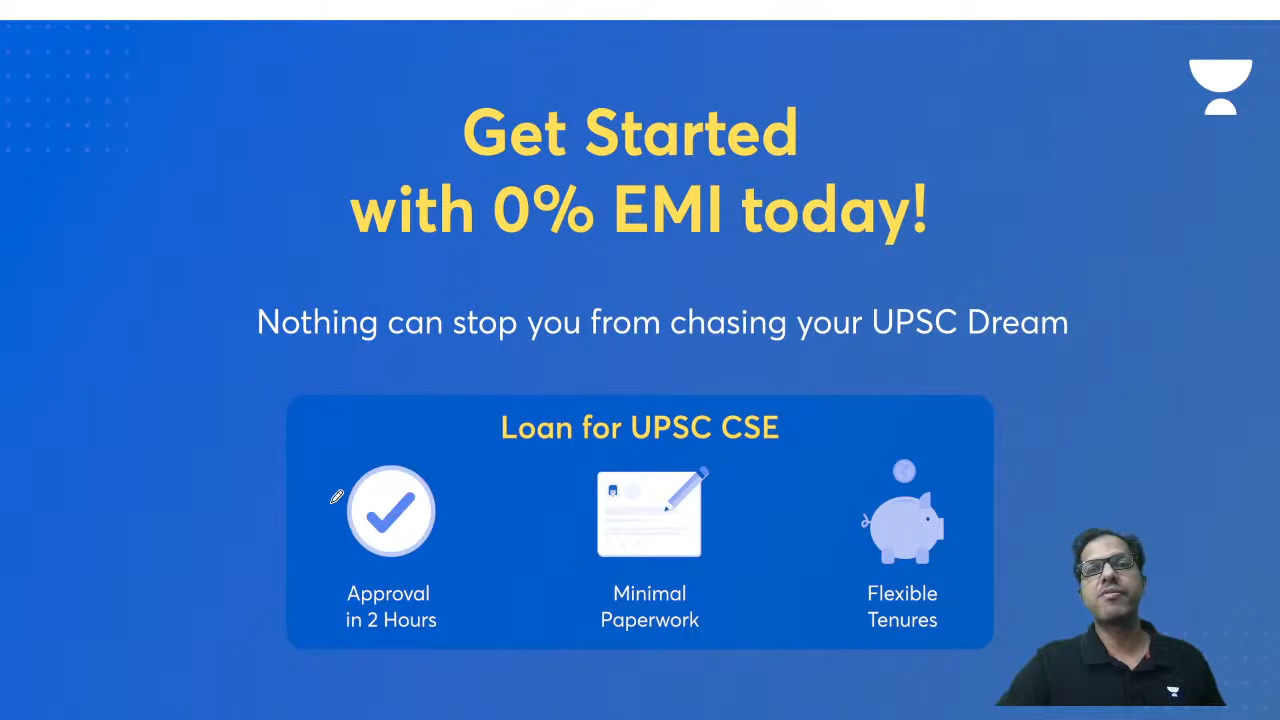 Get Started
with 0% EMI today!
Nothing can stop you from chasing your UPSC Dream
Loan for UPSC CSE
Approval
in 2 Hours
Minimal
Paperwork
Flexible
Tenures